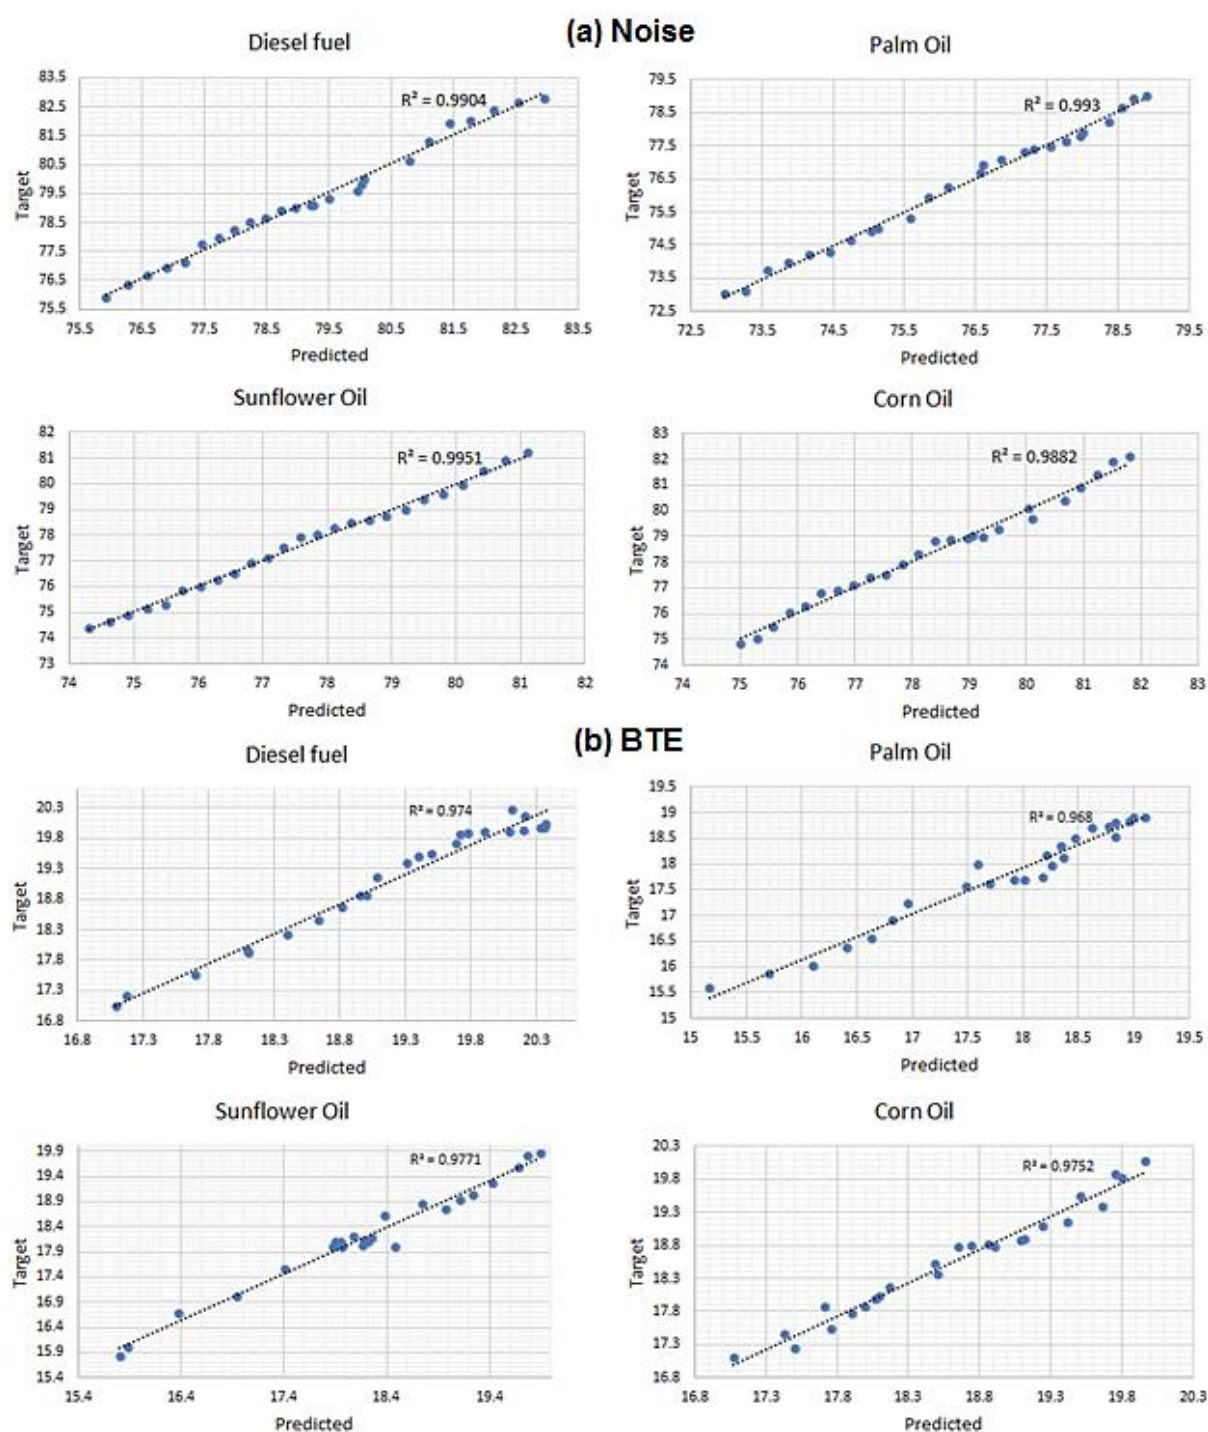 (a) Noise
Diesel fuel
83.5
82.5
81.5
80.5
79.5
78.5
77.5
76.5
75.5
Target
R² = 0.9904
75.5 76.5 77.5 78.5 79.5 80.5 81.5 82.5 83.5
Predicted
Palm Oil
79.5
78.5
77.5
76.5
75.5
74.5
73.5
72.5
Target
R² = 0.993
72.5 73.5 74.5 75.5 76.5 77.5 78.5 79.5
Predicted
Sunflower Oil
82
81
80
79
78
77
76
75
74
73
Target
R² = 0.9951
74 75 76 77 78 79 80 81 82
Predicted
Corn Oil
83
82
81
80
79
78
77
76
75
74
Target
R² = 0.9882
74 75 76 77 78 79 80 81 82 83
Predicted
(b) BTE
Diesel fuel
20.3
19.8
19.3
18.8
18.3
17.8
17.3
16.8
Target
R² = 0.974
16.8 17.3 17.8 18.3 18.8 19.3 19.8 20.3
Predicted
Palm Oil
19.5
19
18.5
18
17.5
17
16.5
16
15.5
15
Target
R² = 0.968
15 15.5 16 16.5 17 17.5 18 18.5 19 19.5
Predicted
Sunflower Oil
19.9
19.4
18.9
18.4
17.9
17.4
16.9
16.4
15.9
15.4
Target
R² = 0.9771
15.4 16.4 17.4 18.4 19.4
Predicted
Corn Oil
20.3
19.8
19.3
18.8
18.3
17.8
17.3
16.8
Target
R² = 0.9752
16.8 17.3 17.8 18.3 18.8 19.3 19.8 20.3
Predicted